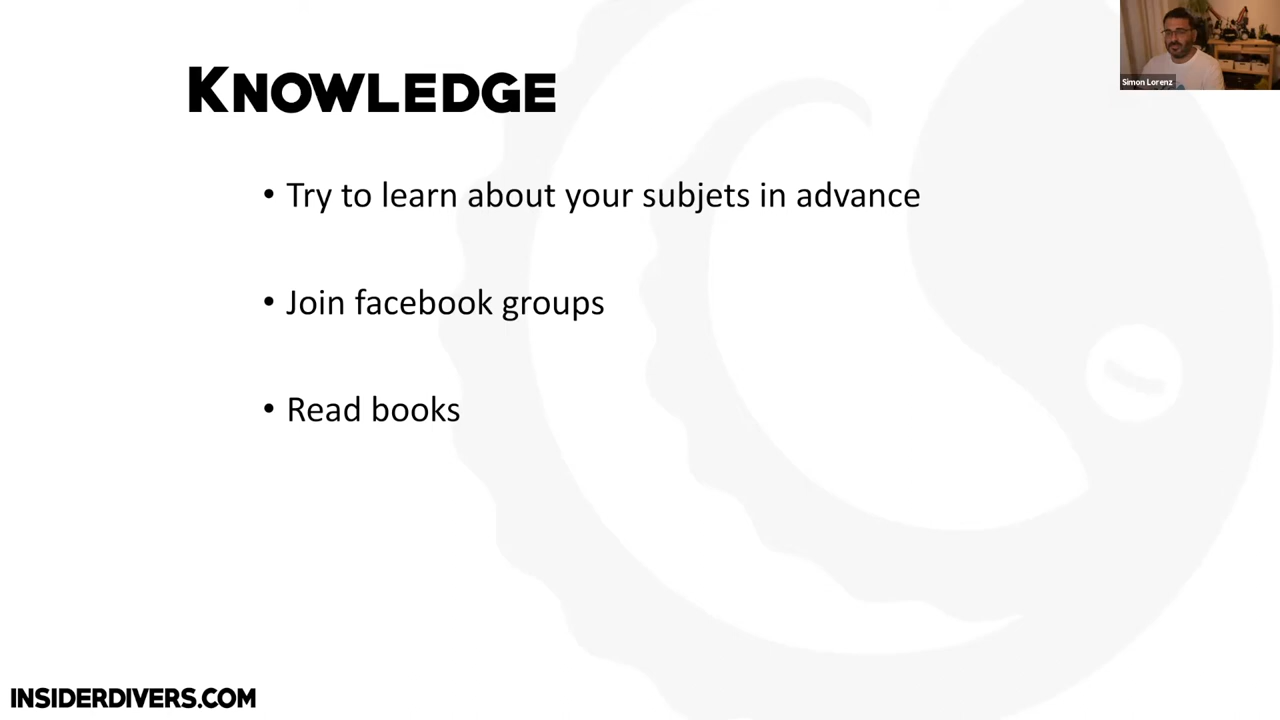 KNOWLEDGE
Simon Lorenz
• Try to learn about your subjets in advance
• Join facebook groups
• Read books
INSIDERDIVERS.COM